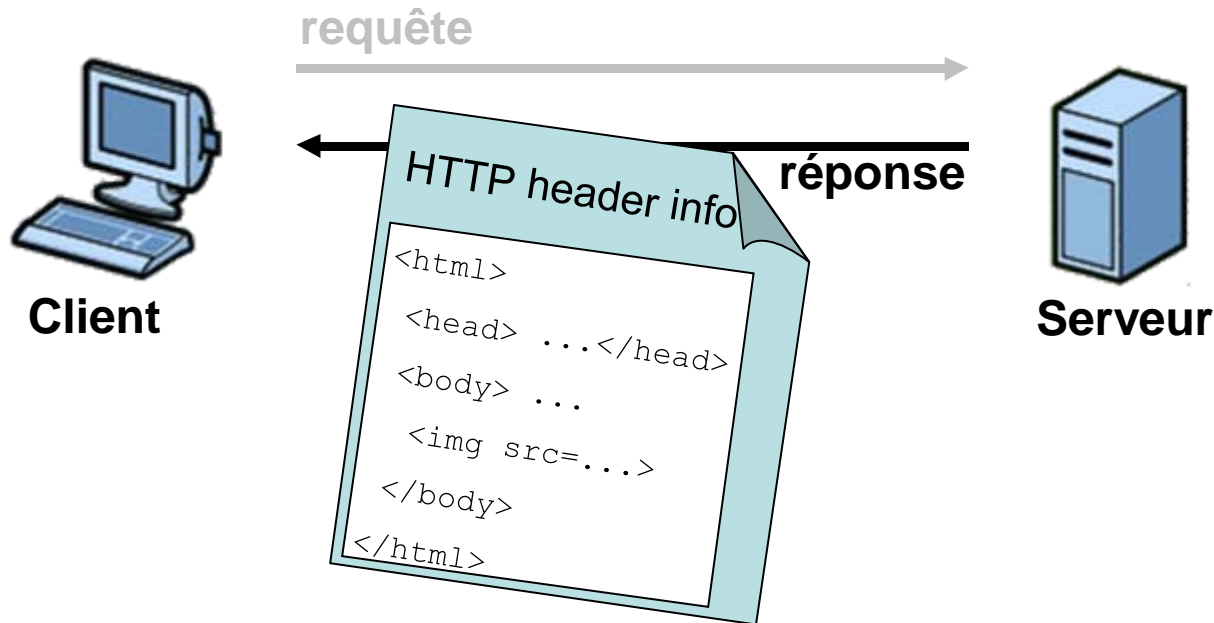 requête
réponse
HTTP header info
<html>
<head> ...</head>
<body> ...
<img src=...>
</body>
</html>
Client
Serveur